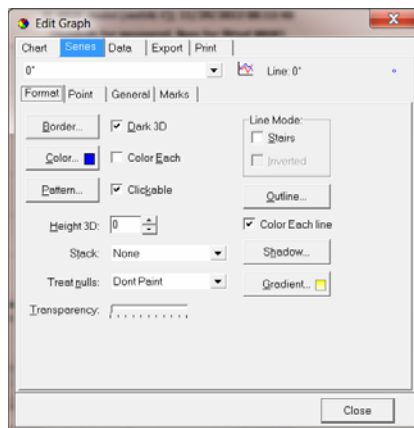 Edit Graph
Chart Series Data Export Print
0° Line: 0°
Format Point General Marks
Border... Dark 3D
Color... Color Each
Pattern... Clickable
Height 3D: 0
Stack: None
Treat nulls: Dont Paint
Transparency:
Line Mode:
Stairs
Inverted
Outline...
Color Each line
Shadow...
Gradient...
Close